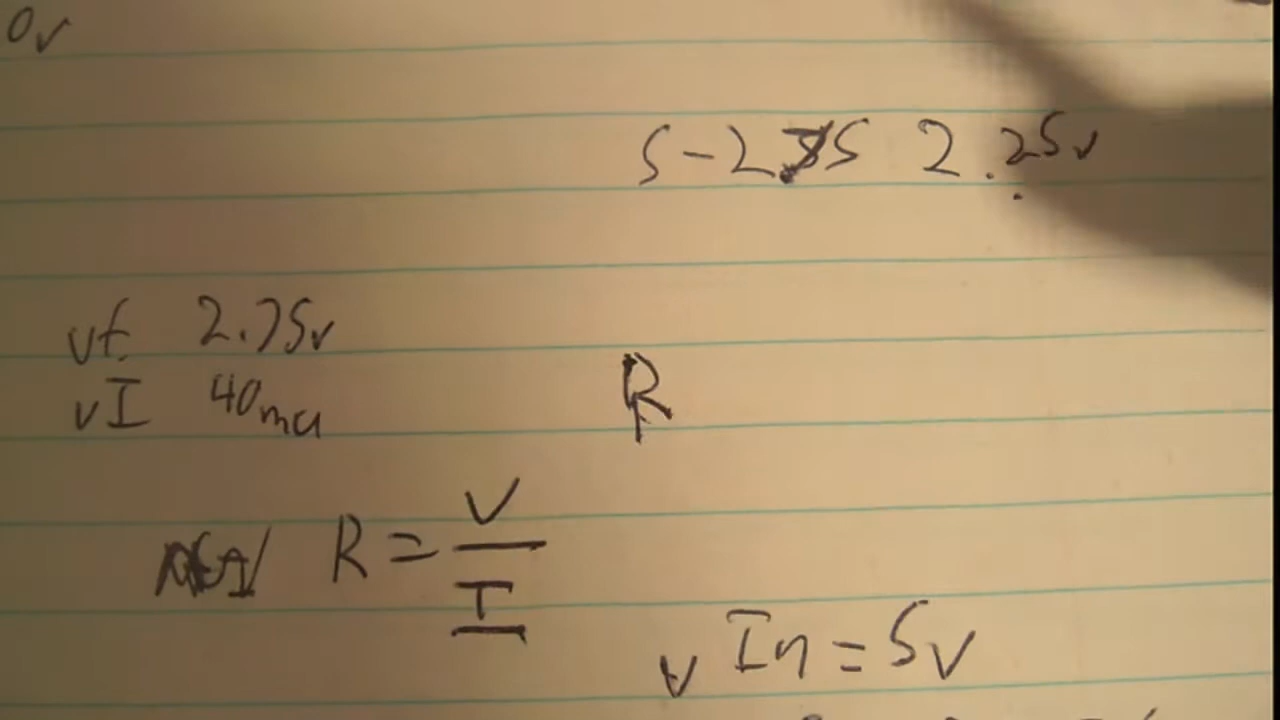 0v
5-2.75 2.25v
vf. 2.75v
vI 40ma
R
R = V
I
v In = 5v